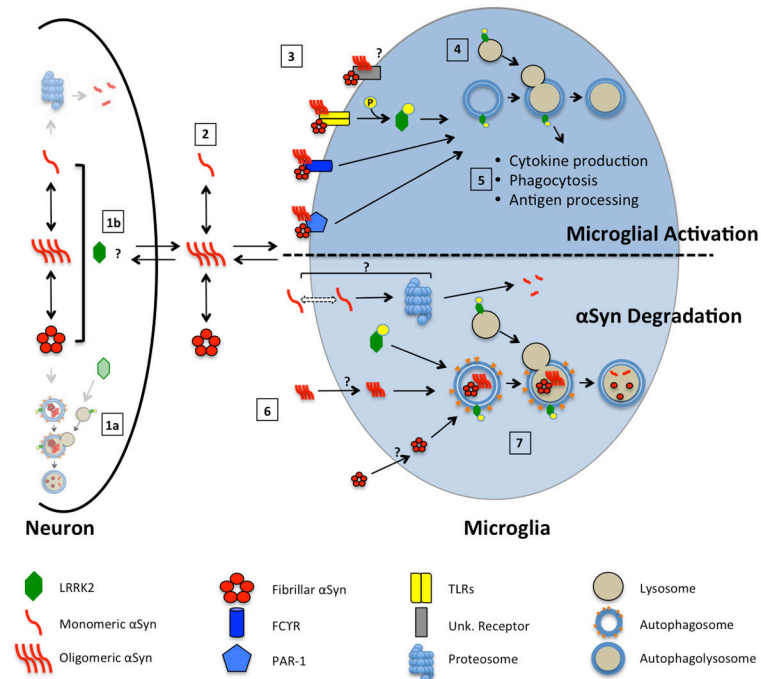 3
?
4
P
2
5
• Cytokine production
• Phagocytosis
• Antigen processing
1b
?
Microglial Activation
?
αSyn Degradation
?
6
7
?
1a
Neuron
Microglia
LRRK2
Fibrillar αSyn
TLRs
Lysosome
Monomeric αSyn
FCYR
Unk. Receptor
Autophagosome
Oligomeric αSyn
PAR-1
Proteosome
Autophagolysosome